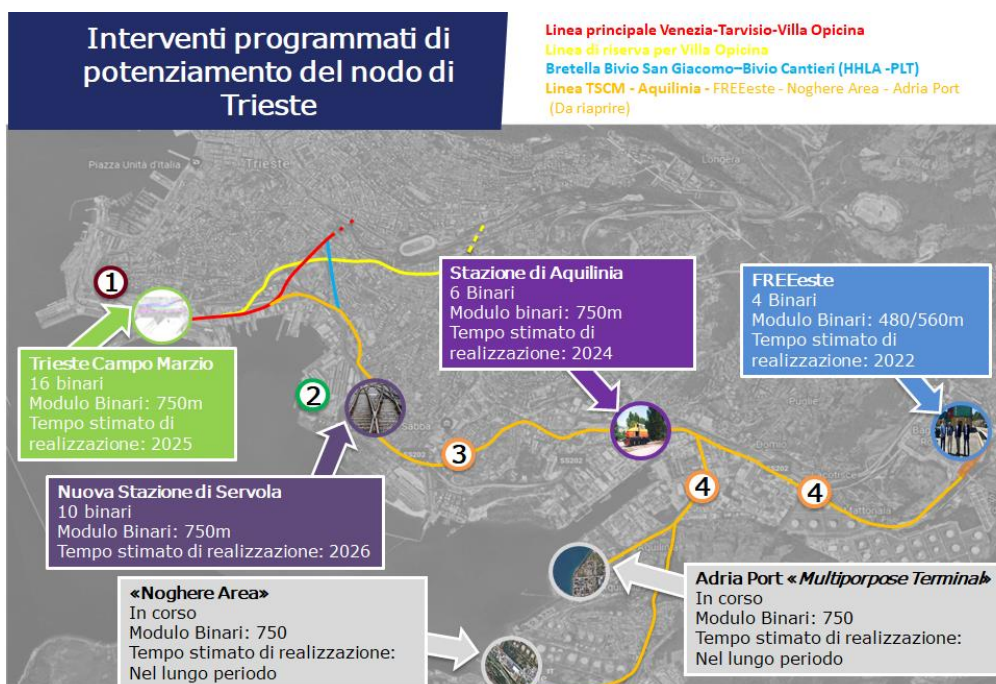 Interventi programmati di
potenziamento del nodo di
Trieste
Linea principale Venezia-Tarvisio-Villa Opicina
Linea di riserva per Villa Opicina
Bretella Bivio San Giacomo–Bivio Cantieri (HHLA -PLT)
Linea TSCM - Aquilinia - FREEeste - Noghere Area - Adria Port
(Da riaprire)
Piazza Unità d'Italia
Trieste
Longera
1
Stazione di Aquilinia
6 Binari
Modulo binari: 750m
Tempo stimato di
realizzazione: 2024
FREEeste
4 Binari
Modulo Binari: 480/560m
Tempo stimato di
realizzazione: 2022
Trieste Campo Marzio
16 binari
Modulo Binari: 750m
Tempo stimato di
realizzazione: 2025
2
3
SS202
SS202
Domio
SS202
4
4
Mattonaia
Nuova Stazione di Servola
10 binari
Modulo Binari: 750m
Tempo stimato di realizzazione: 2026
«Noghere Area»
In corso
Modulo Binari: 750
Tempo stimato di realizzazione:
Nel lungo periodo
Adria Port «Multiporpose Terminal»
In corso
Modulo Binari: 750
Tempo stimato di realizzazione:
Nel lungo periodo